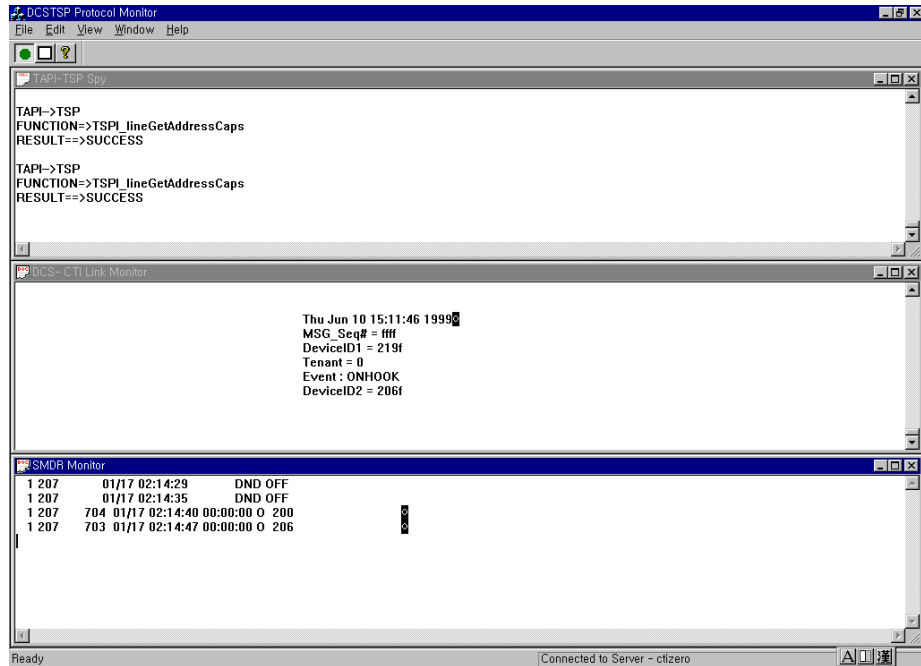 DCSTSP Protocol Monitor
File Edit View Window Help
TAPI-TSP Spy
TAPI->TSP
FUNCTION=>TSPI_lineGetAddressCaps
RESULT==>SUCCESS
TAPI->TSP
FUNCTION=>TSPI_lineGetAddressCaps
RESULT==>SUCCESS
DCS- CTI Link Monitor
Thu Jun 10 15:11:46 1999
MSG_Seq# = ffff
DeviceID1 = 219f
Tenant = 0
Event : ONHOOK
DeviceID2 = 206f
SMDR Monitor
1 207 01/17 02:14:29 DND OFF
1 207 01/17 02:14:35 DND OFF
1 207 704 01/17 02:14:40 00:00:00 O 200
1 207 703 01/17 02:14:47 00:00:00 O 206
Ready Connected to Server - ctizero A 漢